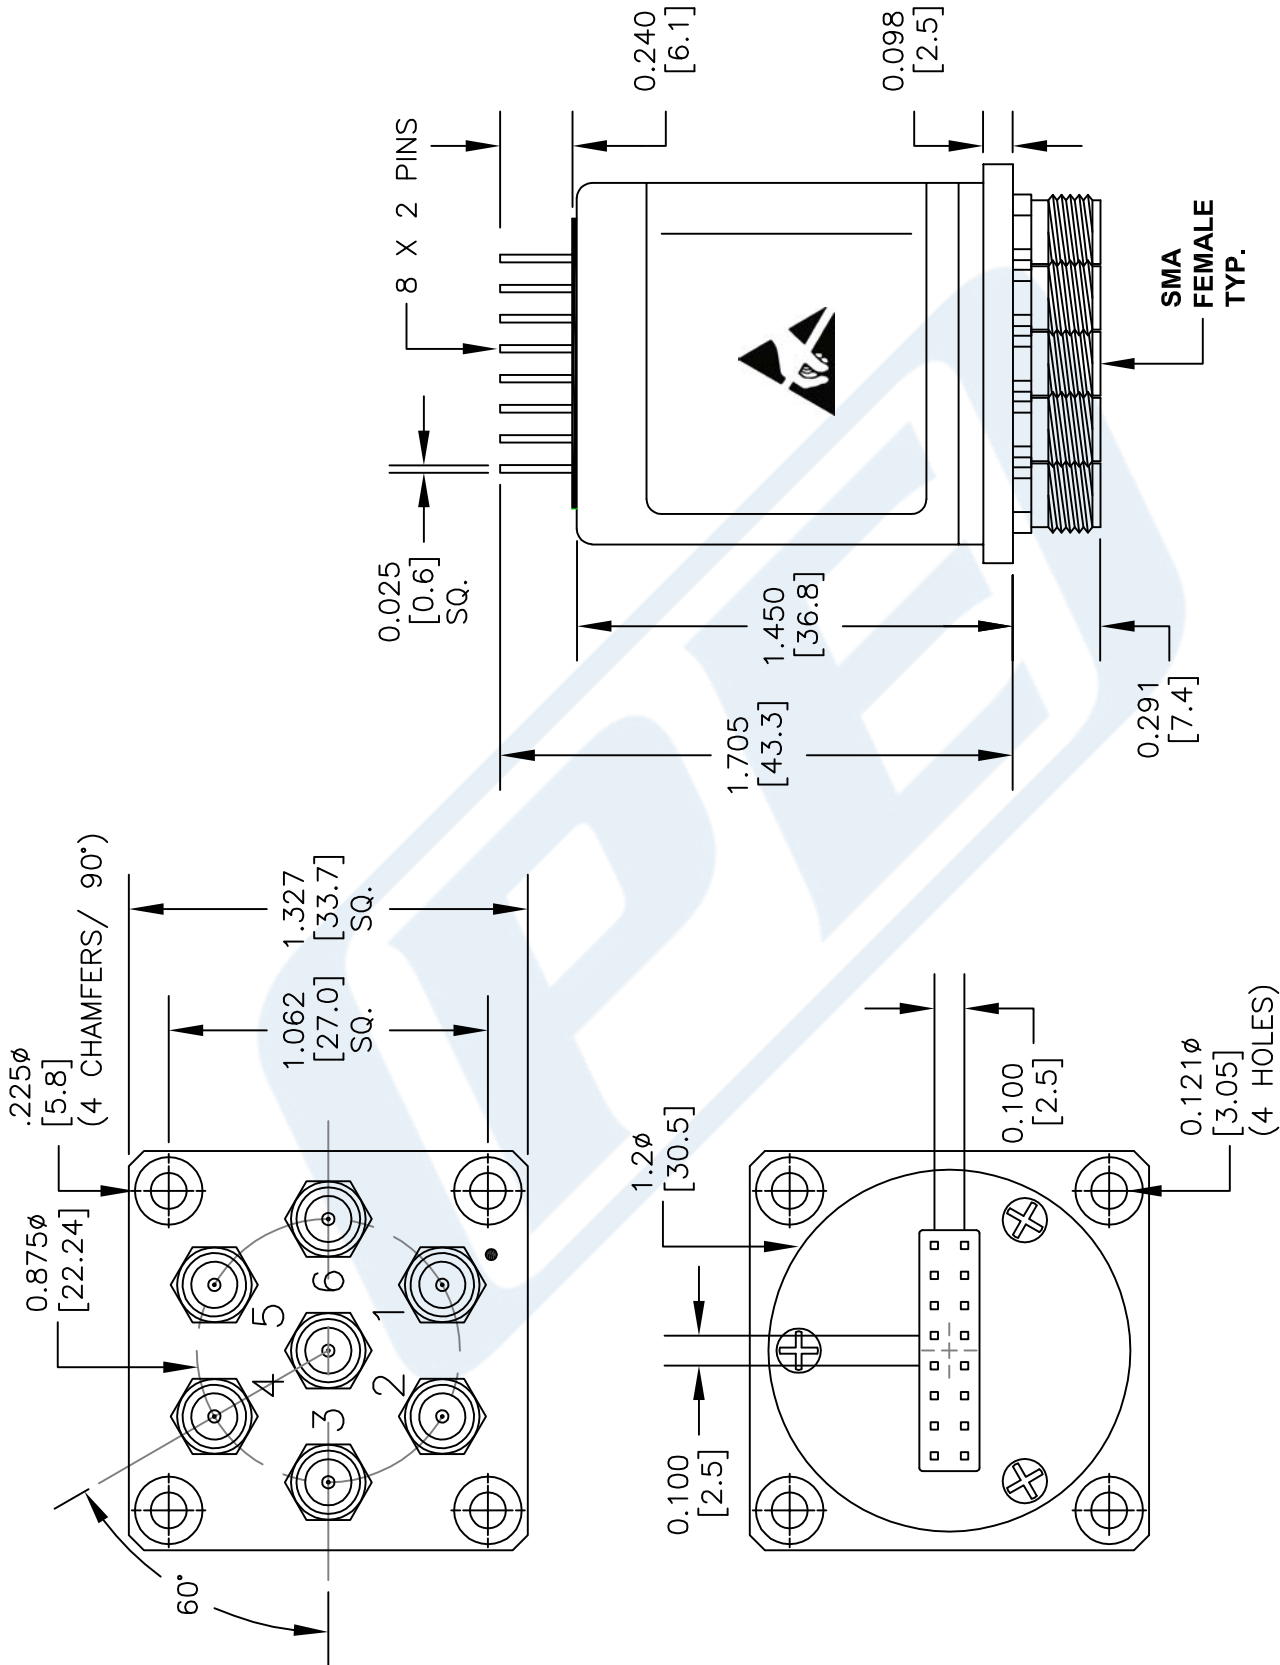 .225ø
[5.8]
(4 CHAMFERS/ 90°)
0.875ø
[22.24]
1.327
[33.7]
SQ.
1.062
[27.0]
SQ.
60°
1
2
3
4
5
6
0.025
[0.6]
SQ.
8 X 2 PINS
0.240
[6.1]
0.098
[2.5]
1.705
[43.3]
1.450
[36.8]
0.291
[7.4]
SMA
FEMALE
TYP.
1.2ø
[30.5]
0.100
[2.5]
0.100
[2.5]
0.121ø
[3.05]
(4 HOLES)
PE